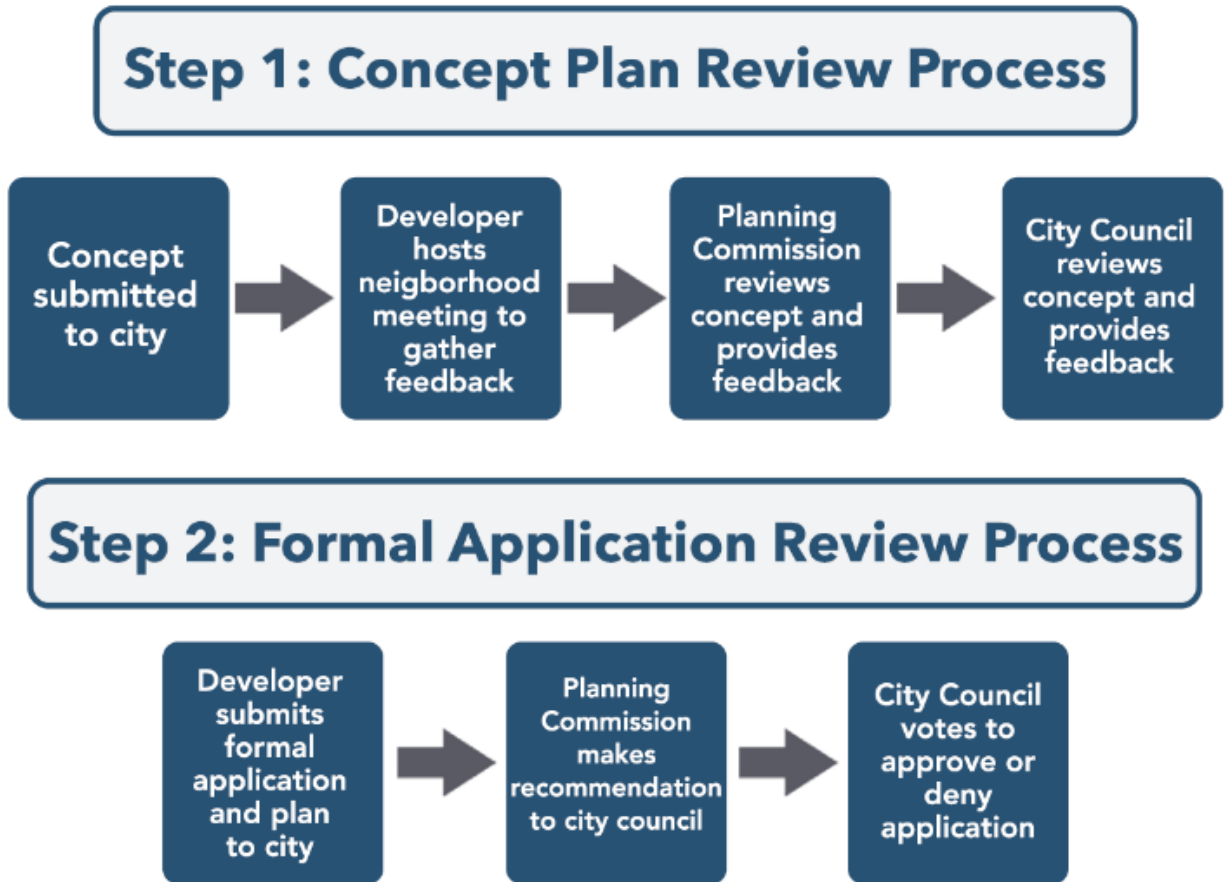 Step 1: Concept Plan Review Process
Concept
submitted
to city
Developer
hosts
neigborhood
meeting to
gather
feedback
Planning
Commission
reviews
concept and
provides
feedback
City Council
reviews
concept and
provides
feedback
Step 2: Formal Application Review Process
Developer
submits
formal
application
and plan
to city
Planning
Commission
makes
recommendation
to city council
City Council
votes to
approve or
deny
application